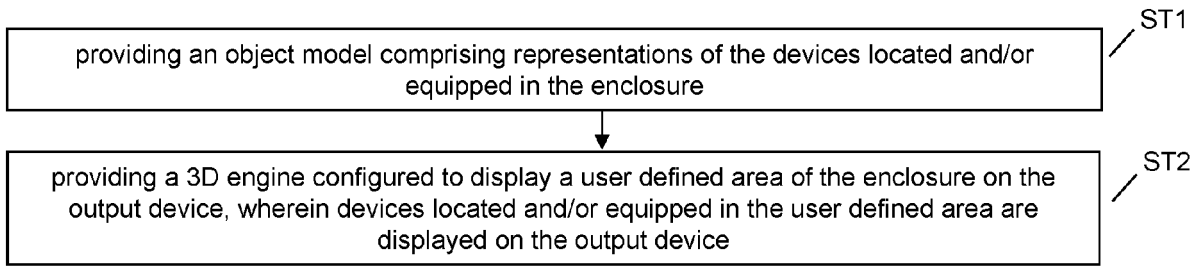 ST1
providing an object model comprising representations of the devices located and/or
equipped in the enclosure
ST2
providing a 3D engine configured to display a user defined area of the enclosure on the
output device, wherein devices located and/or equipped in the user defined area are
displayed on the output device